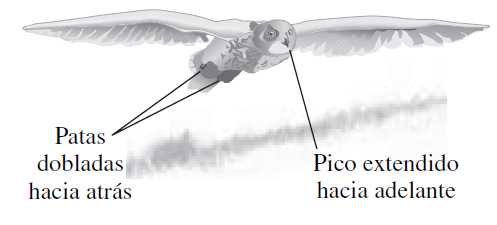 Patas
dobladas
hacia atrás
Pico extendido
hacia adelante